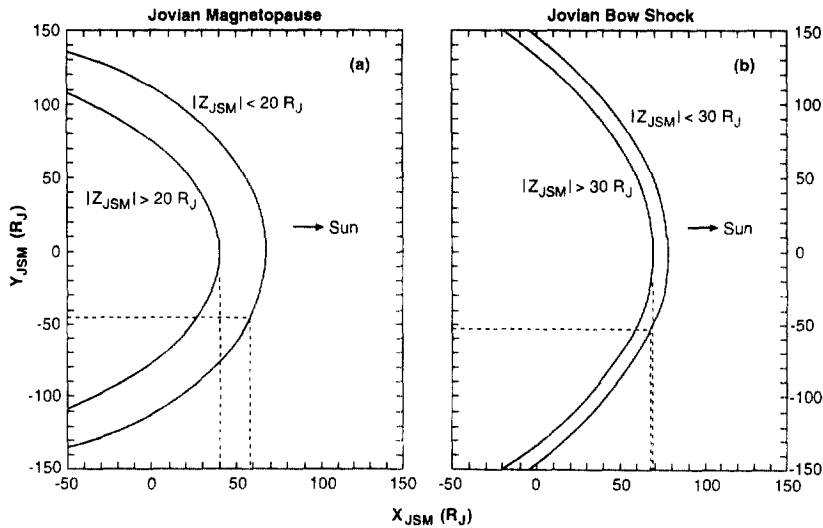 Jovian Magnetopause
Jovian Bow Shock
150
100
50
0
-50
-100
-150
Y_JSM (R_J)
(a)
|Z_JSM| < 20 R_J
|Z_JSM| > 20 R_J
Sun
-50
0
50
100
150
(b)
|Z_JSM| < 30 R_J
|Z_JSM| > 30 R_J
Sun
150
100
50
0
-50
-100
-150
-50
0
50
100
150
X_JSM (R_J)